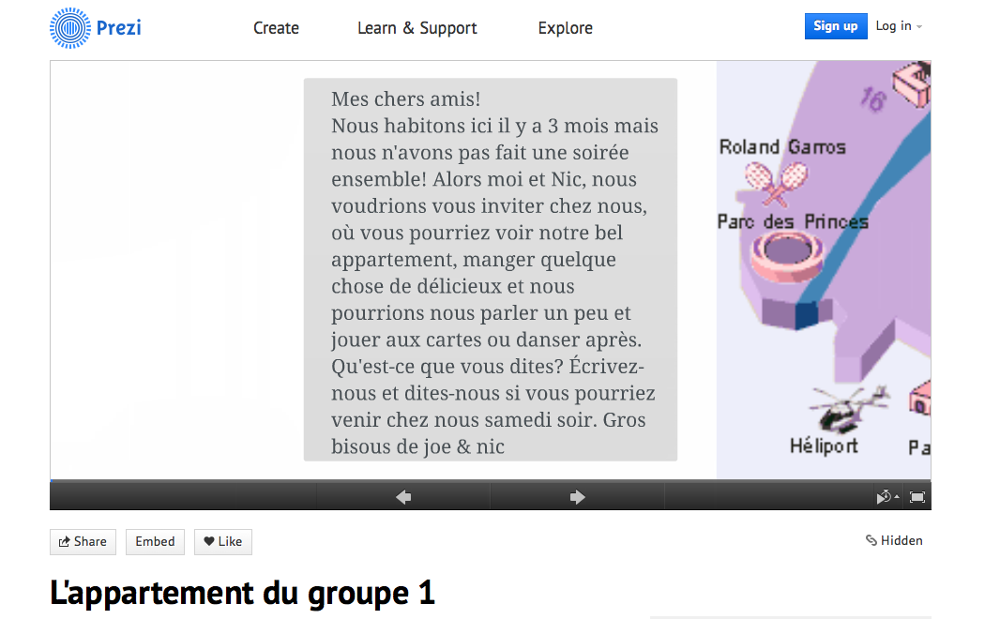 Prezi
Create
Learn & Support
Explore
Sign up
Log in
Mes chers amis!
Nous habitons ici il y a 3 mois mais
nous n'avons pas fait une soirée
ensemble! Alors moi et Nic, nous
voudrions vous inviter chez nous,
où vous pourriez voir notre bel
appartement, manger quelque
chose de délicieux et nous
pourrions nous parler un peu et
jouer aux cartes ou danser après.
Qu'est-ce que vous dites? Écrivez-
nous et dites-nous si vous pourriez
venir chez nous samedi soir. Gros
bisous de joe & nic
16
Roland Garros
Parc des Princes
Héliport
Pa
Share
Embed
Like
Hidden
L'appartement du groupe 1